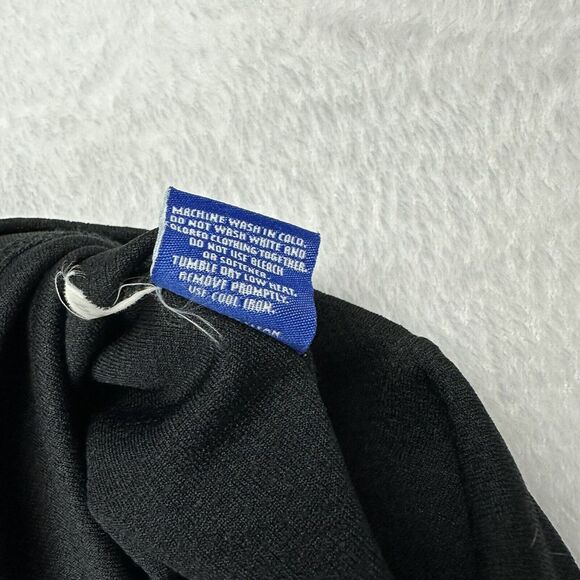 MACHINE WASH IN COLD.
DO NOT WASH WHITE AND
COLORED CLOTHING TOGETHER.
DO NOT USE BLEACH
OR SOFTENER.
TUMBLE DRY LOW HEAT.
REMOVE PROMPTLY.
USE COOL IRON.